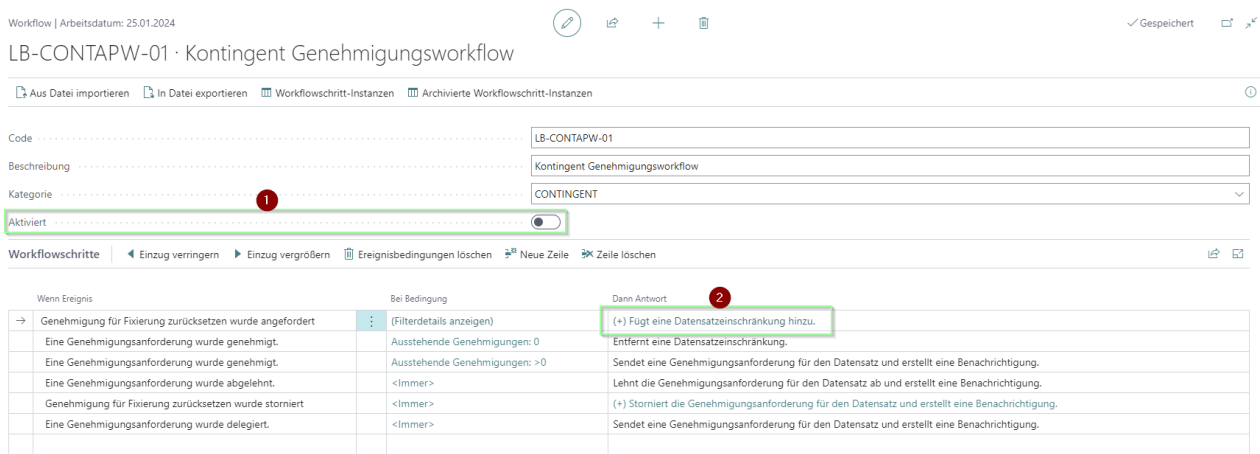 Workflow | Arbeitsdatum: 25.01.2024 Gespeichert
LB-CONTAPW-01 · Kontingent Genehmigungsworkflow
Aus Datei importieren In Datei exportieren Workflowschritt-Instanzen Archivierte Workflowschritt-Instanzen
Code LB-CONTAPW-01
Beschreibung Kontingent Genehmigungsworkflow
Kategorie CONTINGENT
1
Aktiviert
Workflowschritte Einzug verringern Einzug vergrößern Ereignisbedingungen löschen Neue Zeile Zeile löschen
Wenn Ereignis Bei Bedingung Dann Antwort 2
Genehmigung für Fixierung zurücksetzen wurde angefordert (Filterdetails anzeigen) (+) Fügt eine Datensatzeinschränkung hinzu.
Eine Genehmigungsanforderung wurde genehmigt. Ausstehende Genehmigungen: 0 Entfernt eine Datensatzeinschränkung.
Eine Genehmigungsanforderung wurde genehmigt. Ausstehende Genehmigungen: >0 Sendet eine Genehmigungsanforderung für den Datensatz und erstellt eine Benachrichtigung.
Eine Genehmigungsanforderung wurde abgelehnt. <Immer> Lehnt die Genehmigungsanforderung für den Datensatz ab und erstellt eine Benachrichtigung.
Genehmigung für Fixierung zurücksetzen wurde storniert <Immer> (+) Storniert die Genehmigungsanforderung für den Datensatz und erstellt eine Benachrichtigung.
Eine Genehmigungsanforderung wurde delegiert. <Immer> Sendet eine Genehmigungsanforderung für den Datensatz und erstellt eine Benachrichtigung.